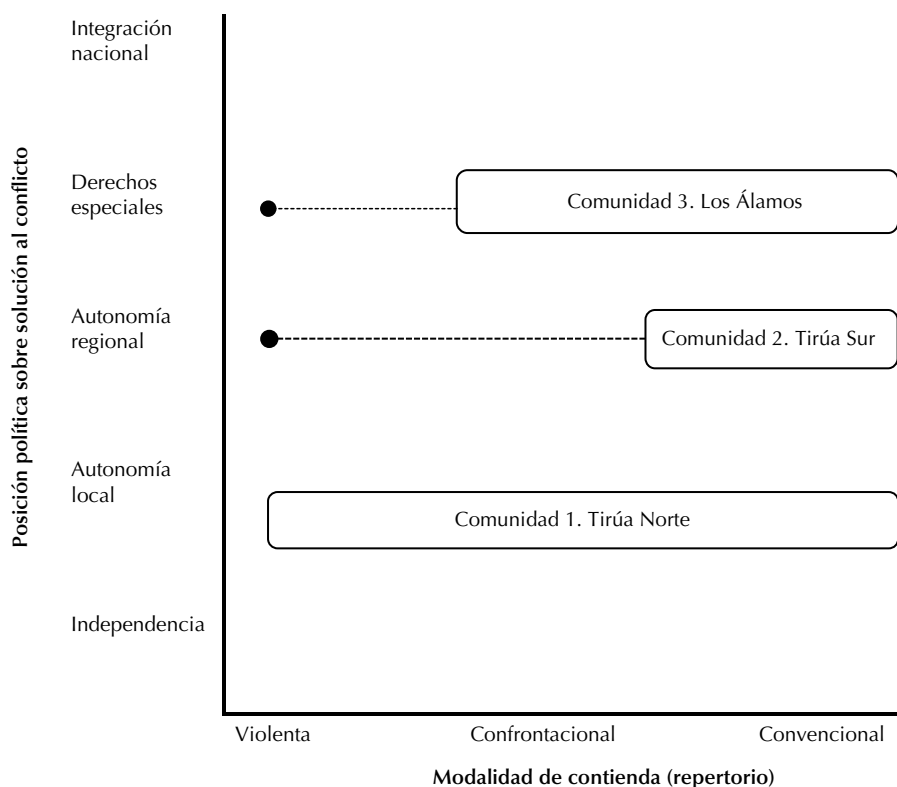 Integración
nacional
Derechos
especiales
Comunidad 3. Los Álamos
Autonomía
regional
Comunidad 2. Tirúa Sur
Autonomía
local
Comunidad 1. Tirúa Norte
Independencia
Posición política sobre solución al conflicto
Violenta
Confrontacional
Convencional
Modalidad de contienda (repertorio)